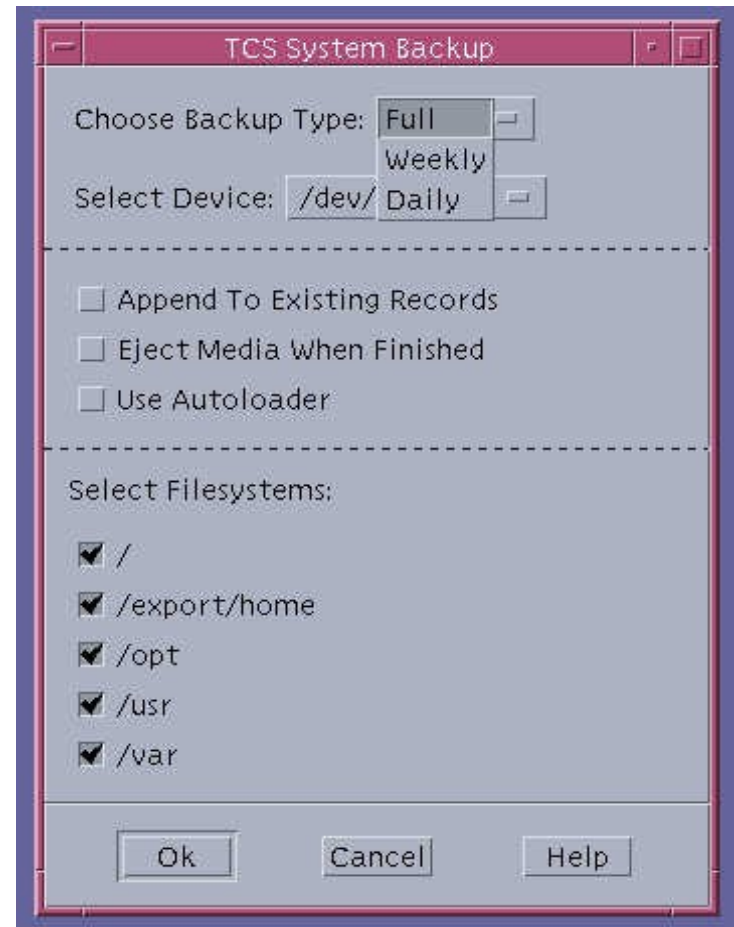 TCS System Backup
Choose Backup Type: Full
Weekly
Daily
Select Device: /dev/
Append To Existing Records
Eject Media When Finished
Use Autoloader
Select Filesystems:
/
/export/home
/opt
/usr
/var
Ok Cancel Help